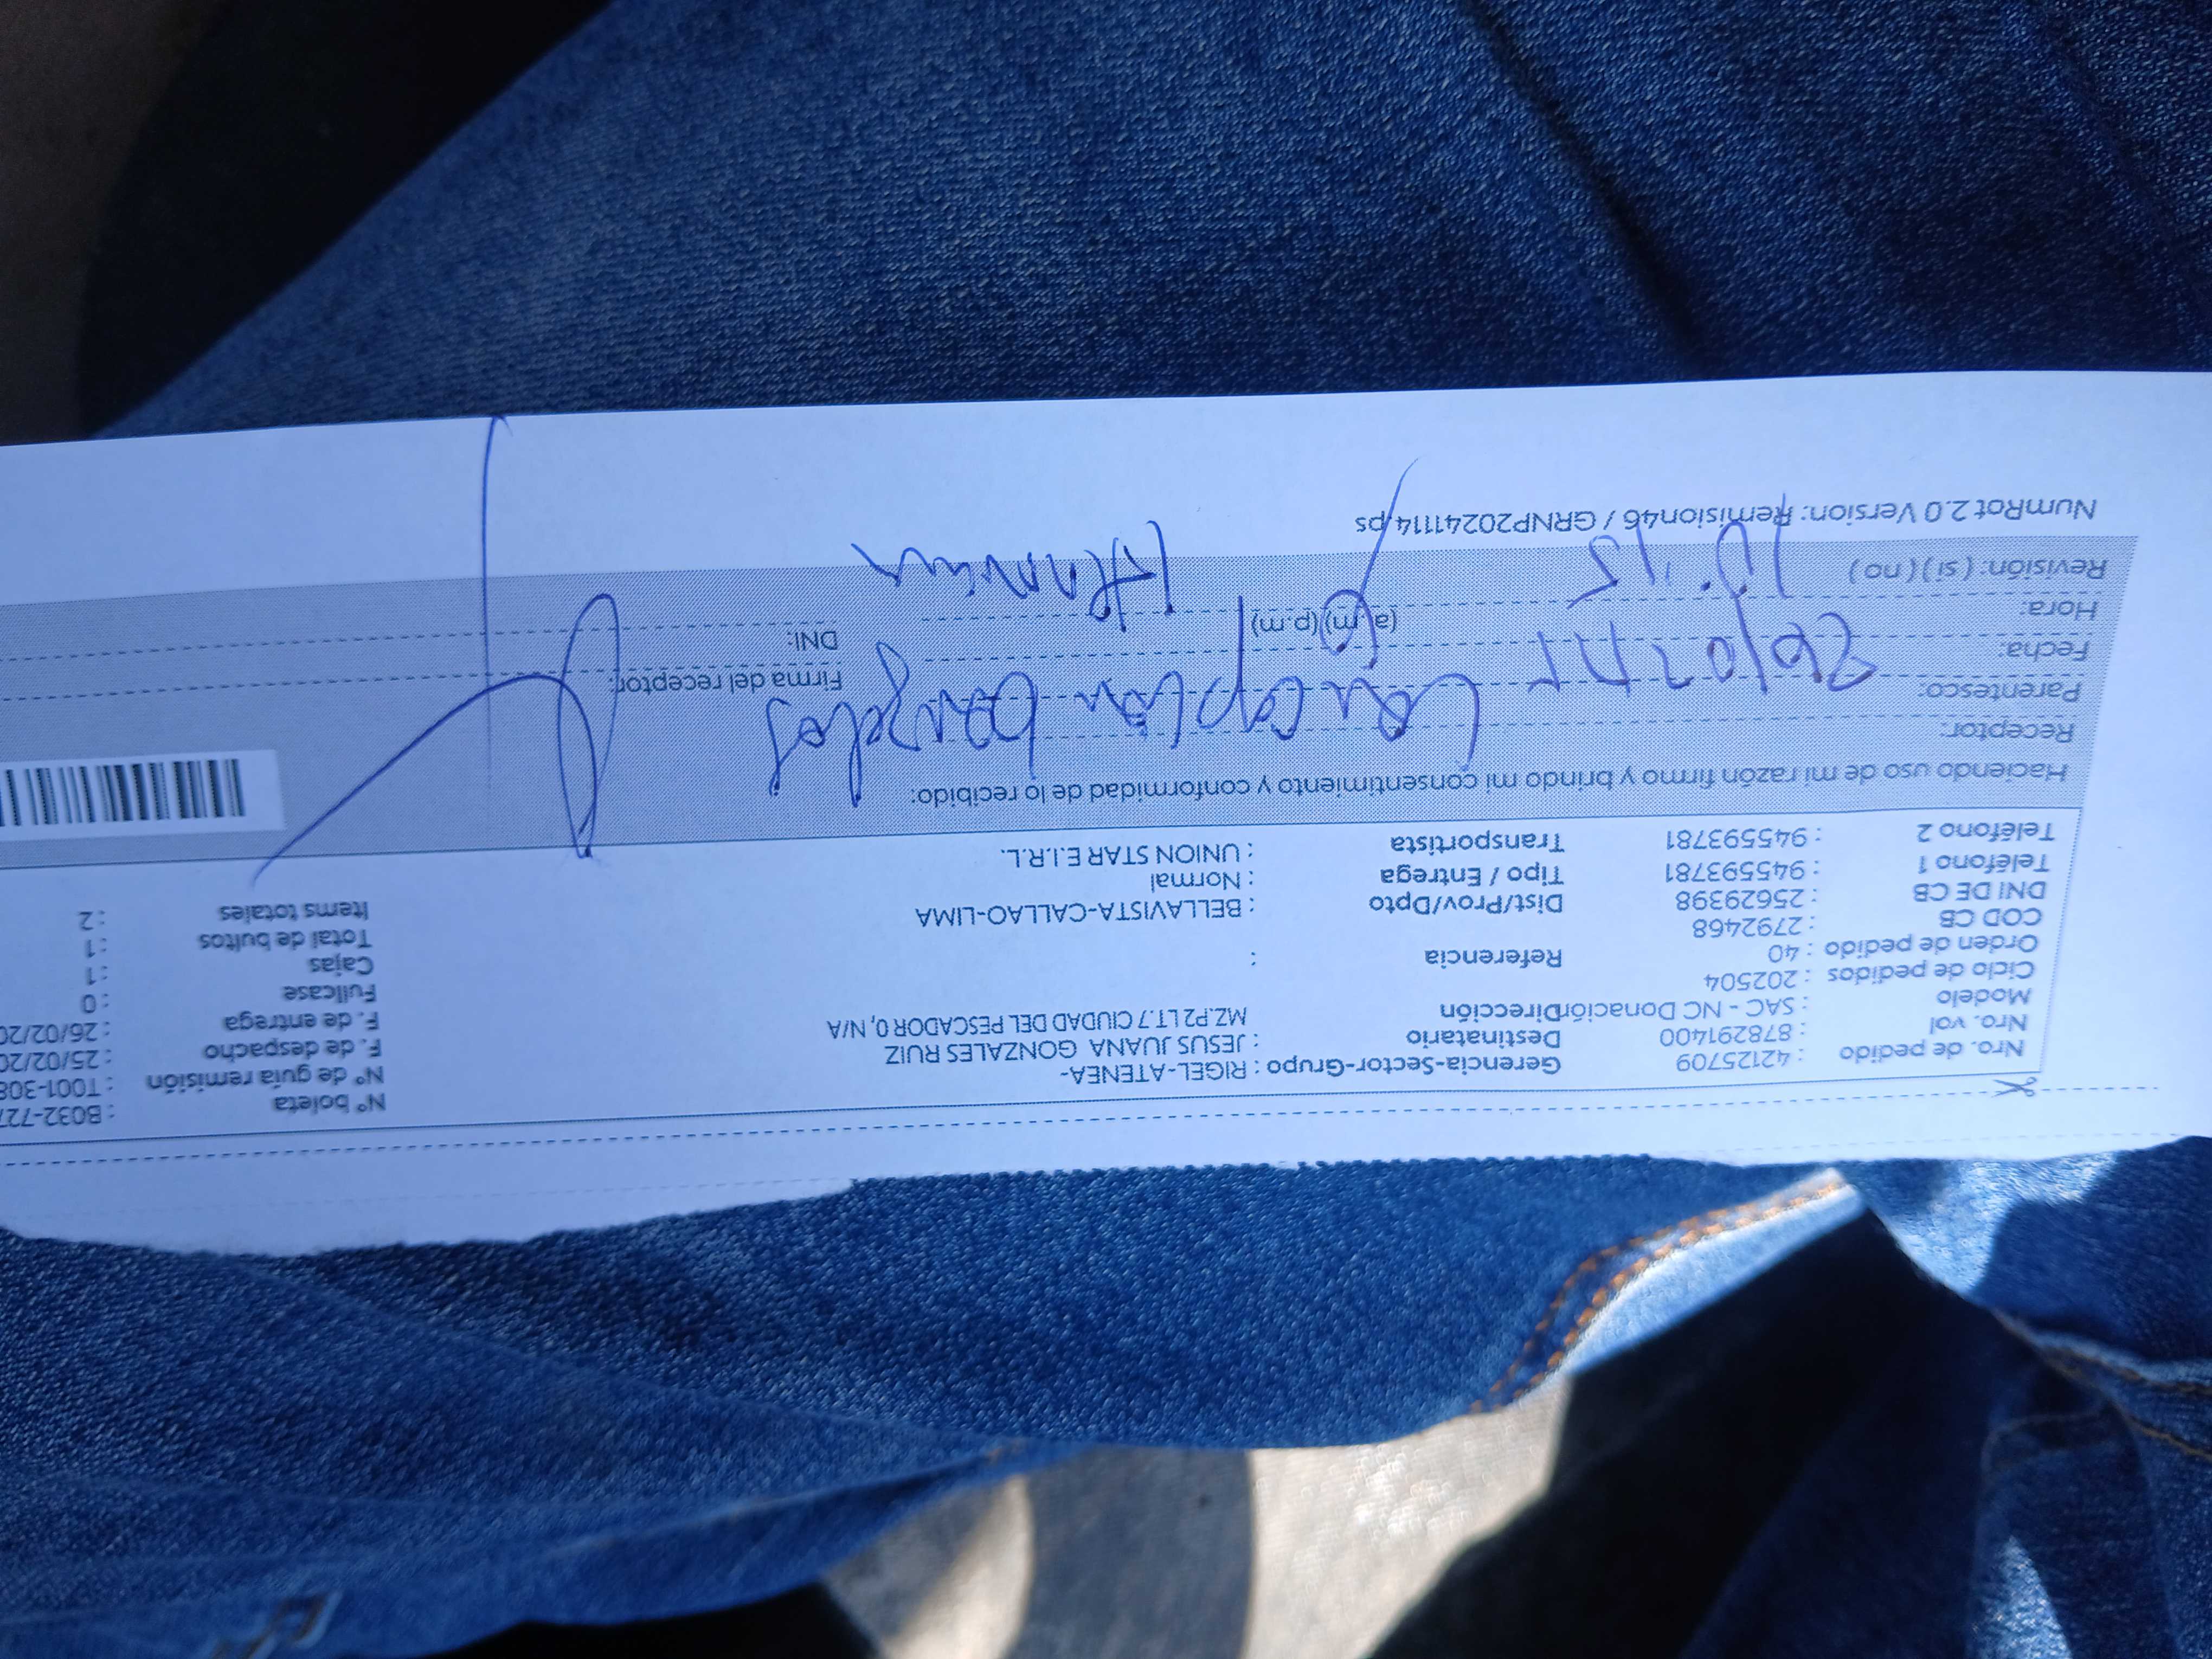 Nro. de pedido : 42125709 Gerencia-Sector-Grupo : RIGEL-ATENEA- N° boleta : B032-727
Nro. vol : 878291400 Destinatario : JESUS JUANA GONZALES RUIZ N° de guía remisión : T001-308
Modelo : SAC - NC Donación Dirección : MZ.P2 LT.7 CIUDAD DEL PESCADOR 0, N/A F. de despacho : 25/02/20
Ciclo de pedidos : 202504 F. de entrega : 26/02/20
Orden de pedido : 40 Referencia : Fullcase : 0
COD CB : 2792468 Cajas : 1
DNI DE CB : 25629398 Dist/Prov/Dpto : BELLAVISTA-CALLAO-LIMA Total de bultos : 1
Teléfono 1 : 945593781 Tipo / Entrega : Normal Items totales : 2
Teléfono 2 : 945593781 Transportista : UNION STAR E.I.R.L.
Haciendo uso de mi razón firmo y brindo mi consentimiento y conformidad de lo recibido:
Receptor:
Parentesco: Firma del receptor:
Fecha: DNI:
Hora: 10:15 (a.m) (p.m)
Revisión: (si) (no)
NumRot 2.0 Version: Remision46 / GRNP20241114.ps